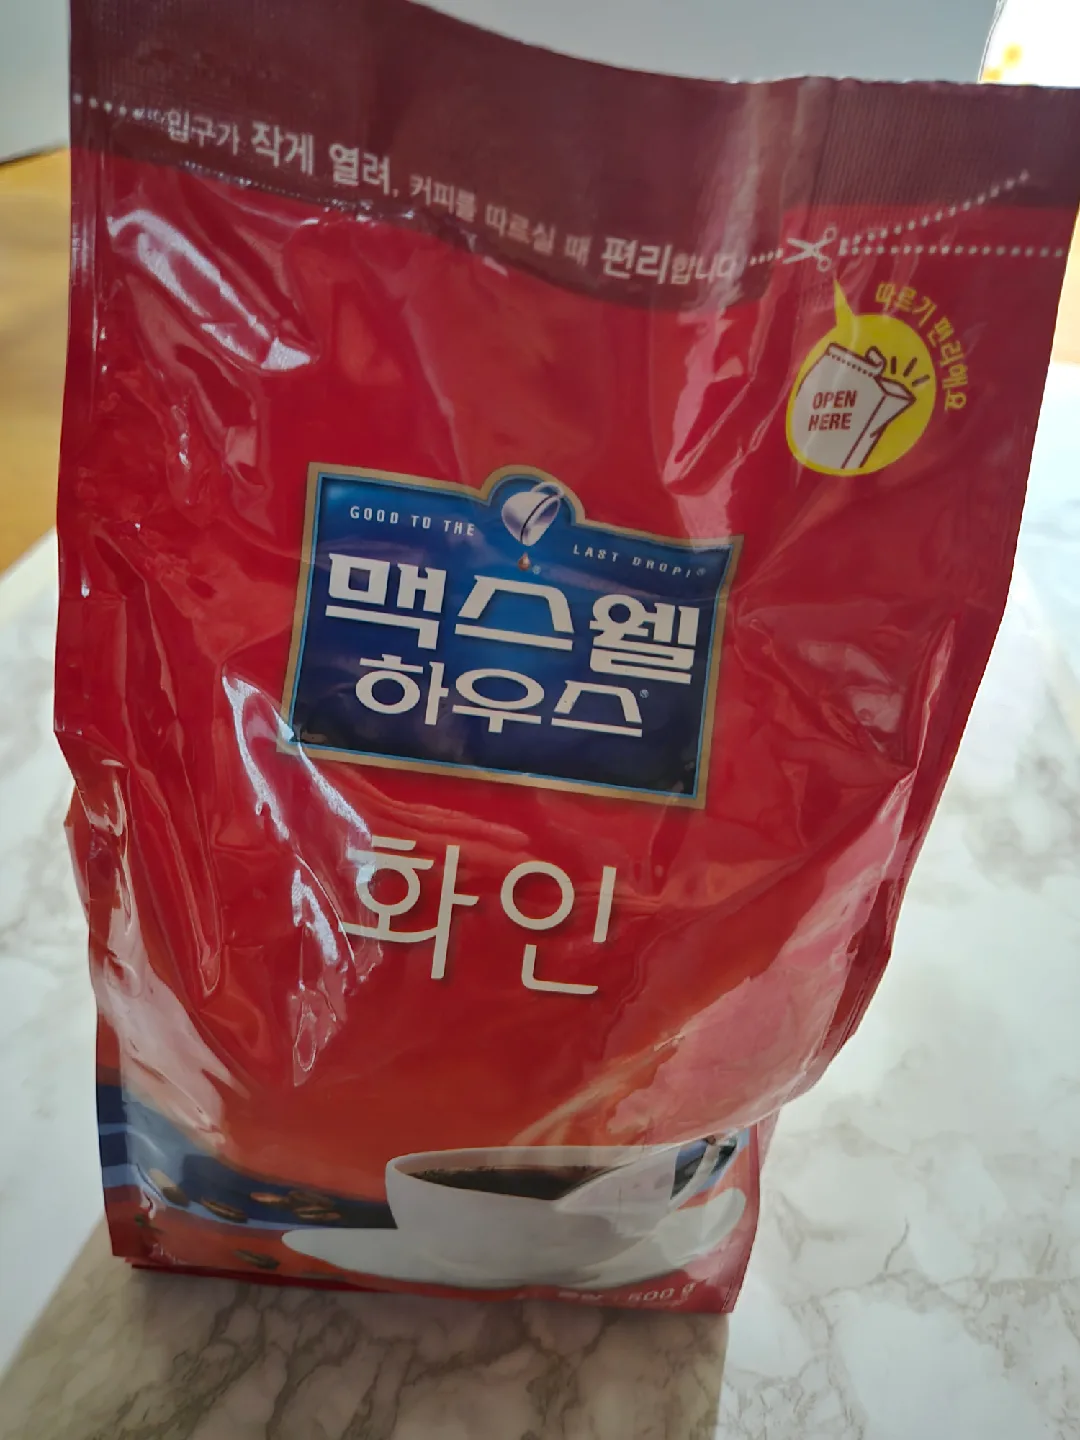 입구가 작게 열려, 커피를 따르실 때 편리합니다
따르기 편리해요
OPEN
HERE
GOOD TO THE LAST DROP!®
맥스웰
하우스®
화인
500 g